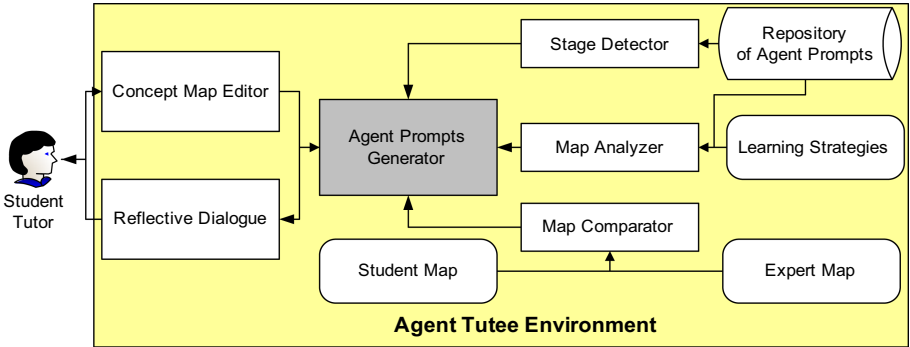 Stage Detector
Repository
of Agent Prompts
Concept Map Editor
Agent Prompts
Generator
Map Analyzer
Learning Strategies
Student
Tutor
Reflective Dialogue
Map Comparator
Student Map
Expert Map
Agent Tutee Environment